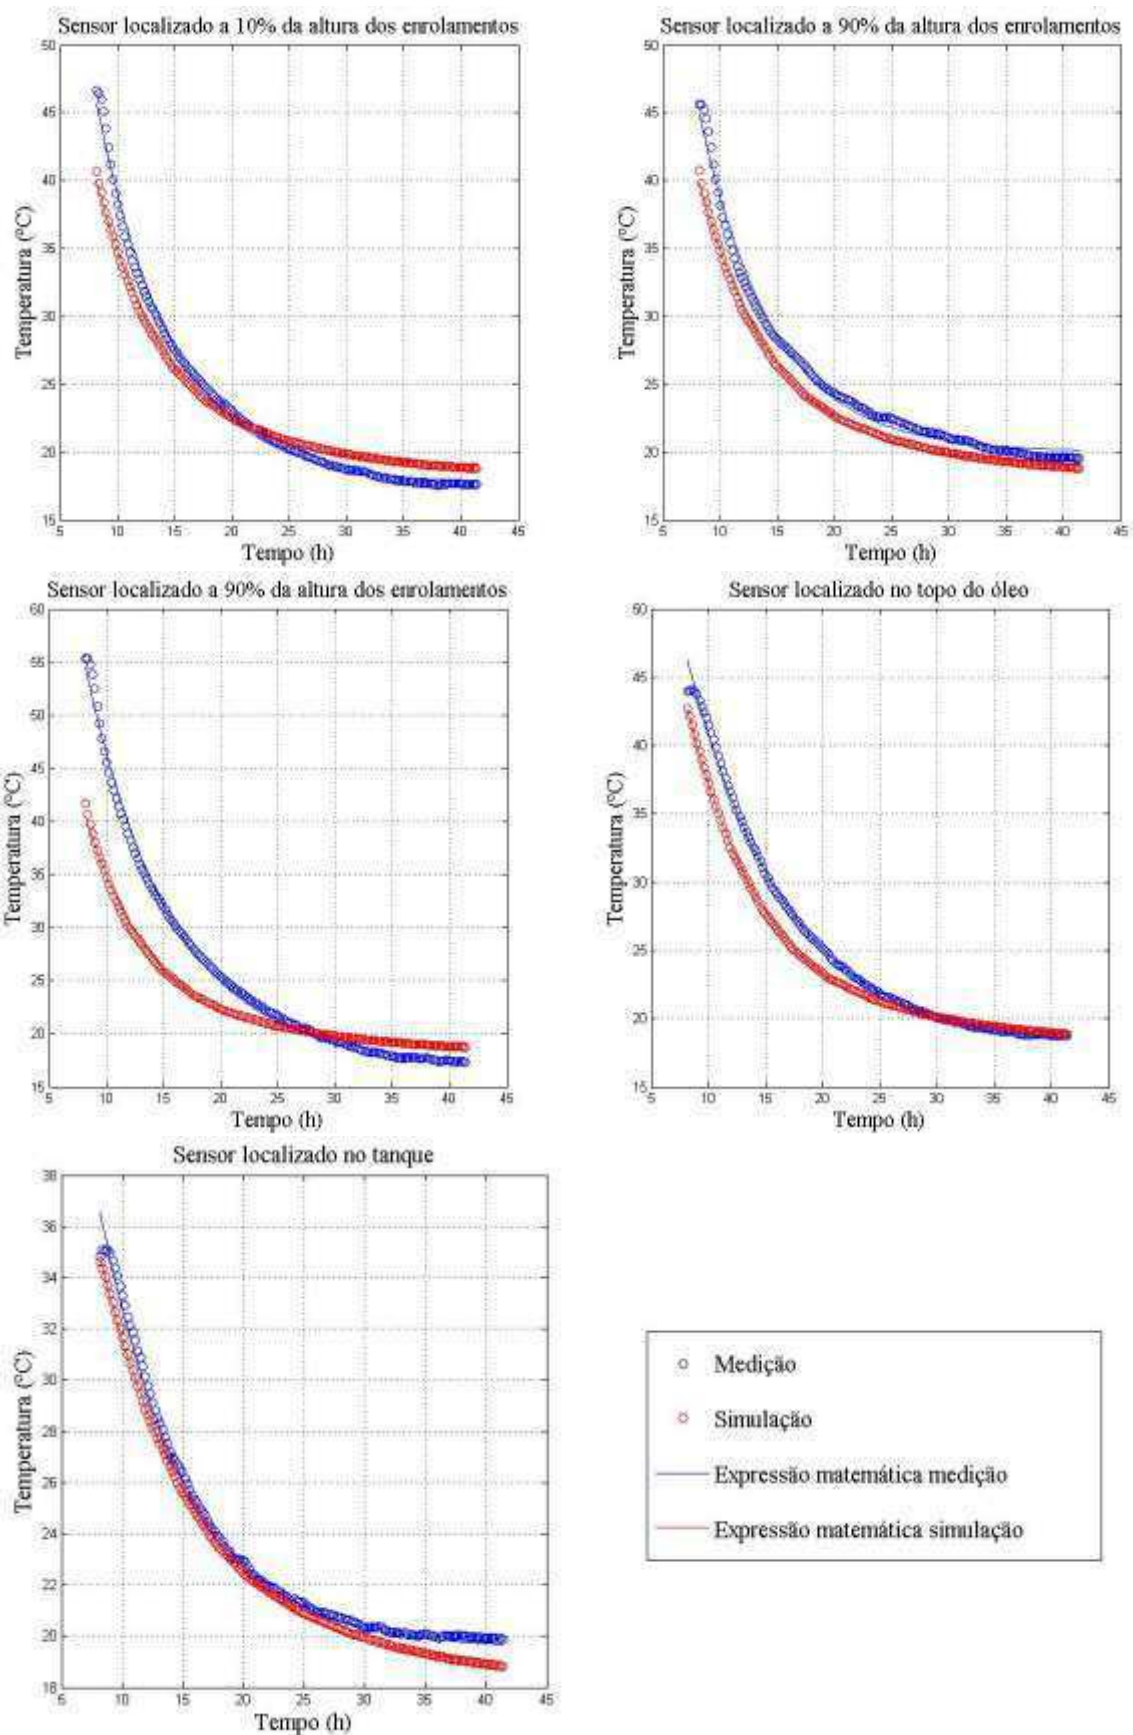 Sensor localizado a 10% da altura dos enrolamentos
50
45
40
35
30
25
20
15
Temperatura (°C)
5 10 15 20 25 30 35 40 45
Tempo (h)
Sensor localizado a 90% da altura dos enrolamentos
50
45
40
35
30
25
20
15
Temperatura (°C)
5 10 15 20 25 30 35 40 45
Tempo (h)
Sensor localizado a 90% da altura dos enrolamentos
60
55
50
45
40
35
30
25
20
15
Temperatura (°C)
5 10 15 20 25 30 35 40 45
Tempo (h)
Sensor localizado no topo do óleo
50
45
40
35
30
25
20
15
Temperatura (°C)
5 10 15 20 25 30 35 40 45
Tempo (h)
Sensor localizado no tanque
38
36
34
32
30
28
26
24
22
20
18
Temperatura (°C)
5 10 15 20 25 30 35 40 45
Tempo (h)
Medição
Simulação
Expressão matemática medição
Expressão matemática simulação